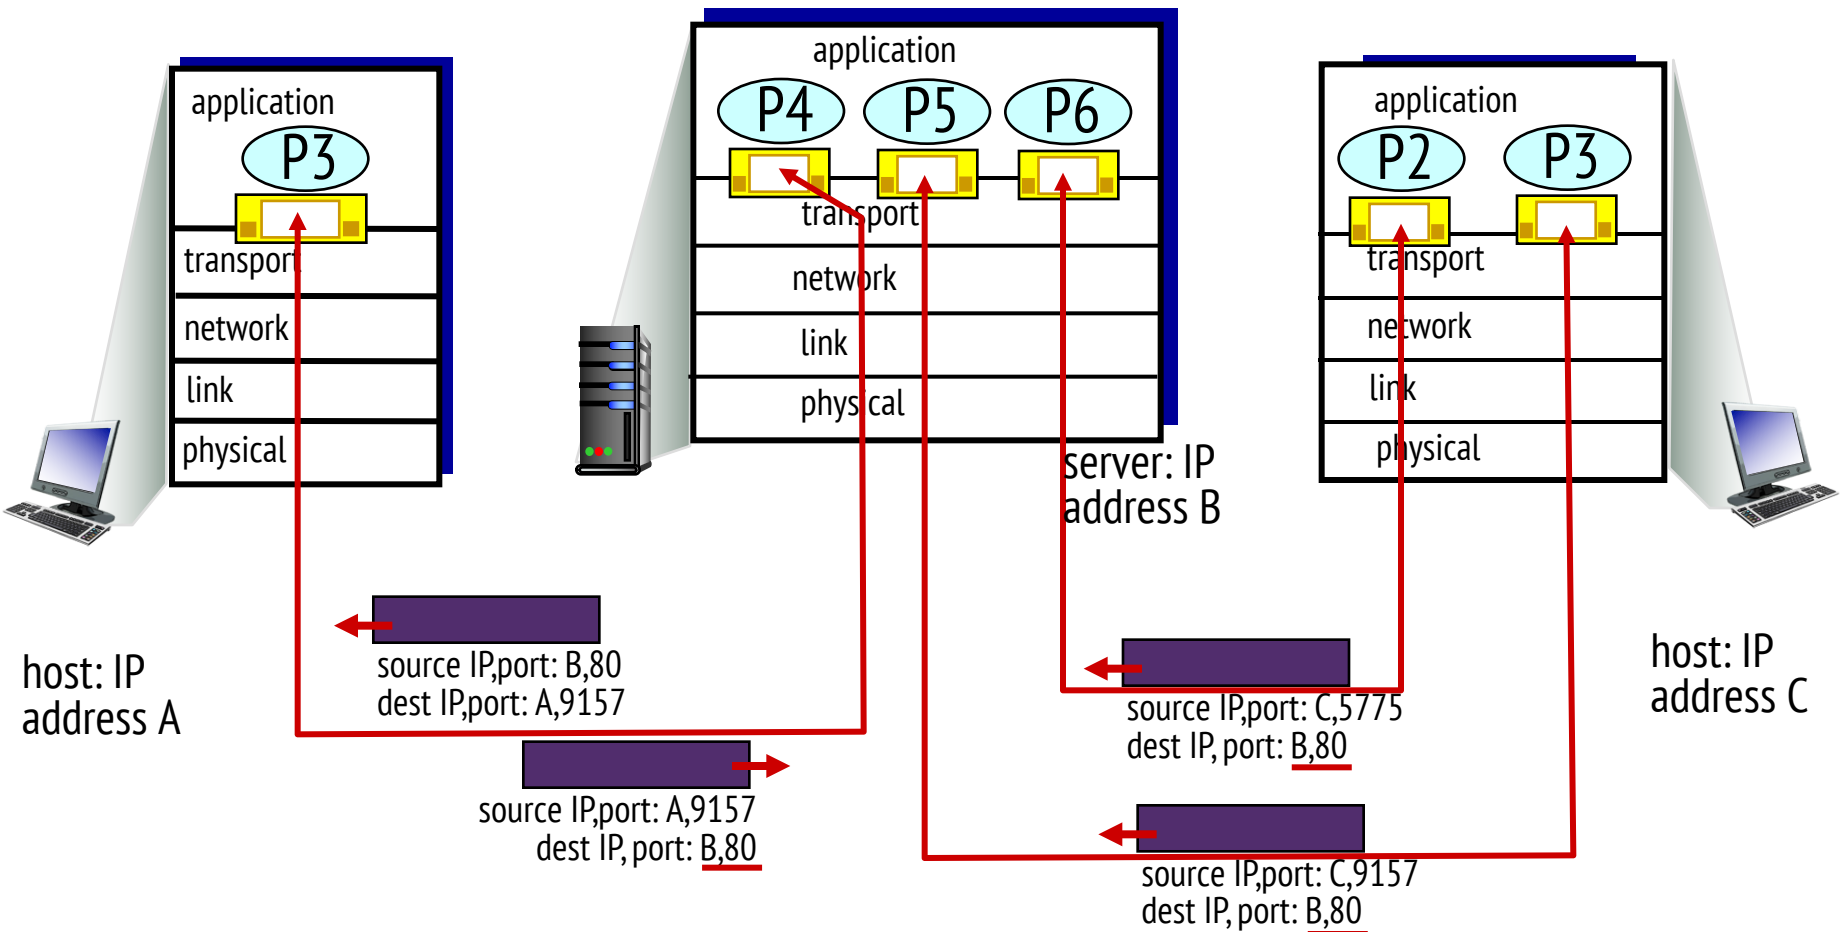 application
P3
transport
network
link
physical
host: IP
address A
application
P4
P5
P6
transport
network
link
physical
server: IP
address B
application
P2
P3
transport
network
link
physical
host: IP
address C
source IP,port: B,80
dest IP,port: A,9157
source IP,port: A,9157
dest IP, port: B,80
source IP,port: C,5775
dest IP, port: B,80
source IP,port: C,9157
dest IP, port: B,80